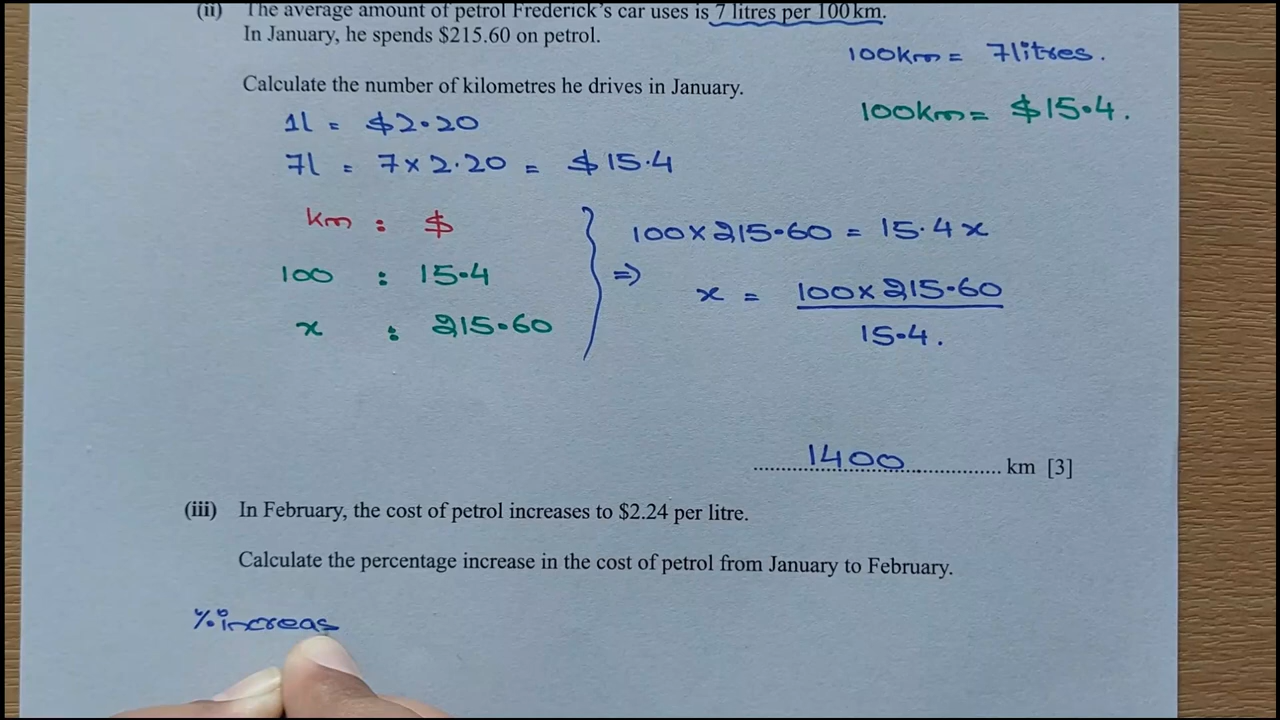 (ii) The average amount of petrol Frederick's car uses is 7 litres per 100 km.
In January, he spends $215.60 on petrol.
100km = 7litres.
Calculate the number of kilometres he drives in January.
100km = $15.4.
1l = $2.20
7l = 7 × 2.20 = $15.4
km : $
100 : 15.4
x : 215.60
⇒ 100 × 215.60 = 15.4x
x = 100 × 215.60
15.4.
1400 km [3]
(iii) In February, the cost of petrol increases to $2.24 per litre.
Calculate the percentage increase in the cost of petrol from January to February.
% increas